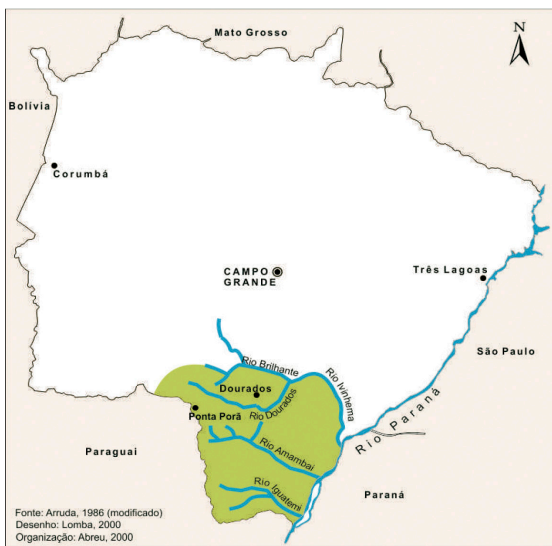 Mato Grosso
N
Bolívia
Corumbá
CAMPO
GRANDE
Três Lagoas
São Paulo
Rio Brilhante
Rio Ivinhema
Dourados
Rio Dourados
Ponta Porã
Rio Paraná
Paraguai
Rio Amambai
Rio Iguatemi
Paraná
Fonte: Arruda, 1986 (modificado)
Desenho: Lomba, 2000
Organização: Abreu, 2000